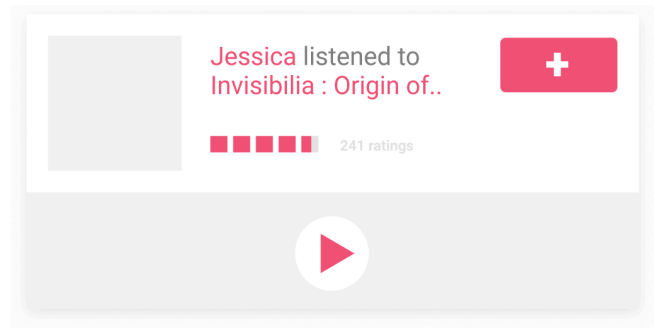 Jessica listened to
Invisibilia : Origin of..
241 ratings